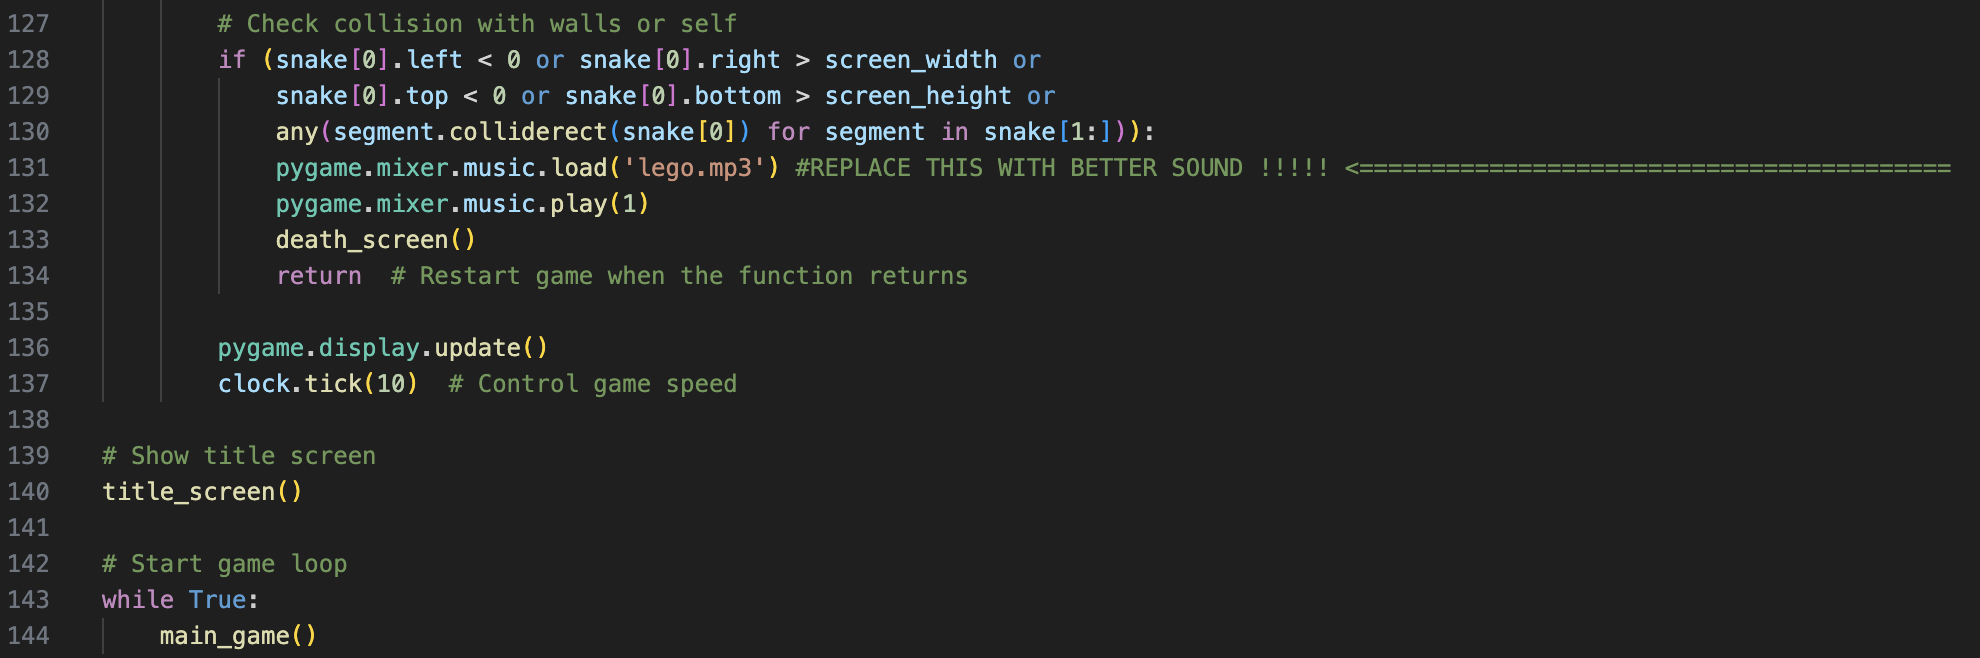 127 # Check collision with walls or self
128 if (snake[0].left < 0 or snake[0].right > screen_width or
129 snake[0].top < 0 or snake[0].bottom > screen_height or
130 any(segment.colliderect(snake[0]) for segment in snake[1:])):
131 pygame.mixer.music.load('lego.mp3') #REPLACE THIS WITH BETTER SOUND !!!!! <=========================================
132 pygame.mixer.music.play(1)
133 death_screen()
134 return  # Restart game when the function returns
135
136 pygame.display.update()
137 clock.tick(10)  # Control game speed
138
139 # Show title screen
140 title_screen()
141
142 # Start game loop
143 while True:
144 main_game()